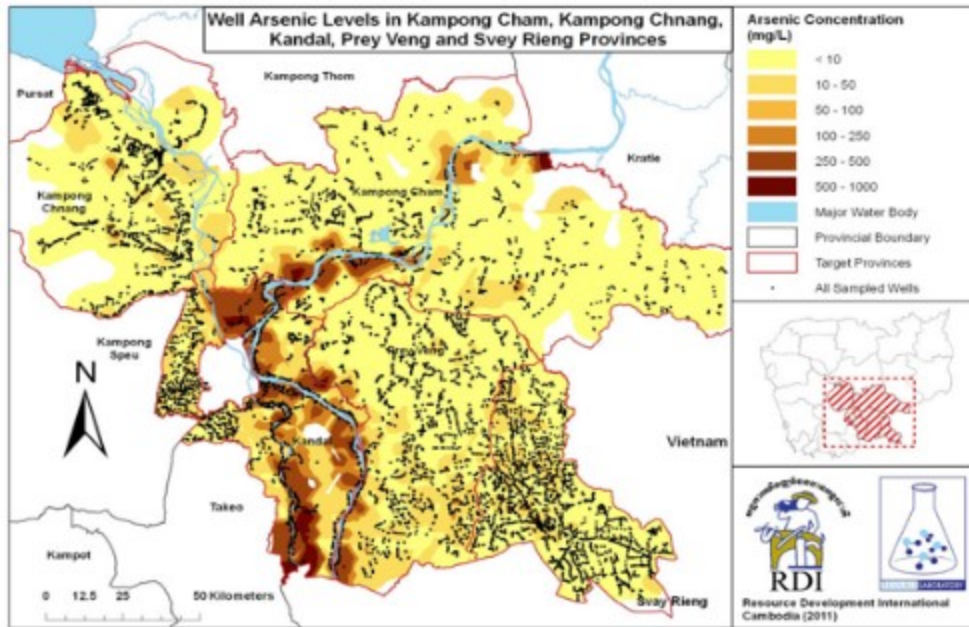 Well Arsenic Levels in Kampong Cham, Kampong Chnang,
Kandal, Prey Veng and Svey Rieng Provinces
Arsenic Concentration
(mg/L)
< 10
10 - 50
50 - 100
100 - 250
250 - 500
500 - 1000
Major Water Body
Provincial Boundary
Target Provinces
All Sampled Wells
Kampong Thom
Pursat
Kratie
Kampong
Chnang
Kampong Cham
Kampong
Speu
Prey Veng
N
Kandal
Vietnam
Takeo
Kampot
Svay Rieng
0 12.5 25 50 Kilometers
RDI
LABORATORY
Resource Development International
Cambodia (2011)